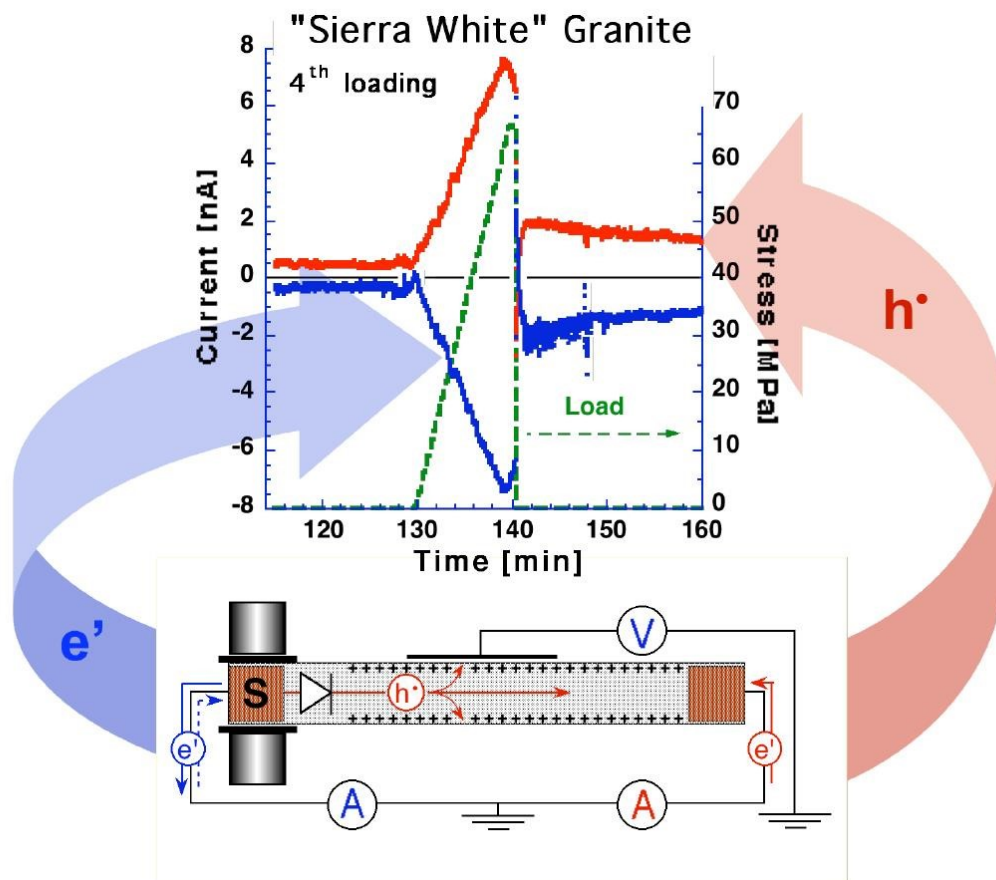 "Sierra White" Granite
4th loading
8
6
4
2
0
-2
-4
-6
-8
Current [nA]
70
60
50
40
30
20
10
0
Stress [MPa]
Load
120 130 140 150 160
Time [min]
e’
h•
V
S
h•
e'
e'
A
A
+ + + + + + + + + + + + + + + + + + + + + +
+ + + + + + + + + + + + + + + + + + + + + +